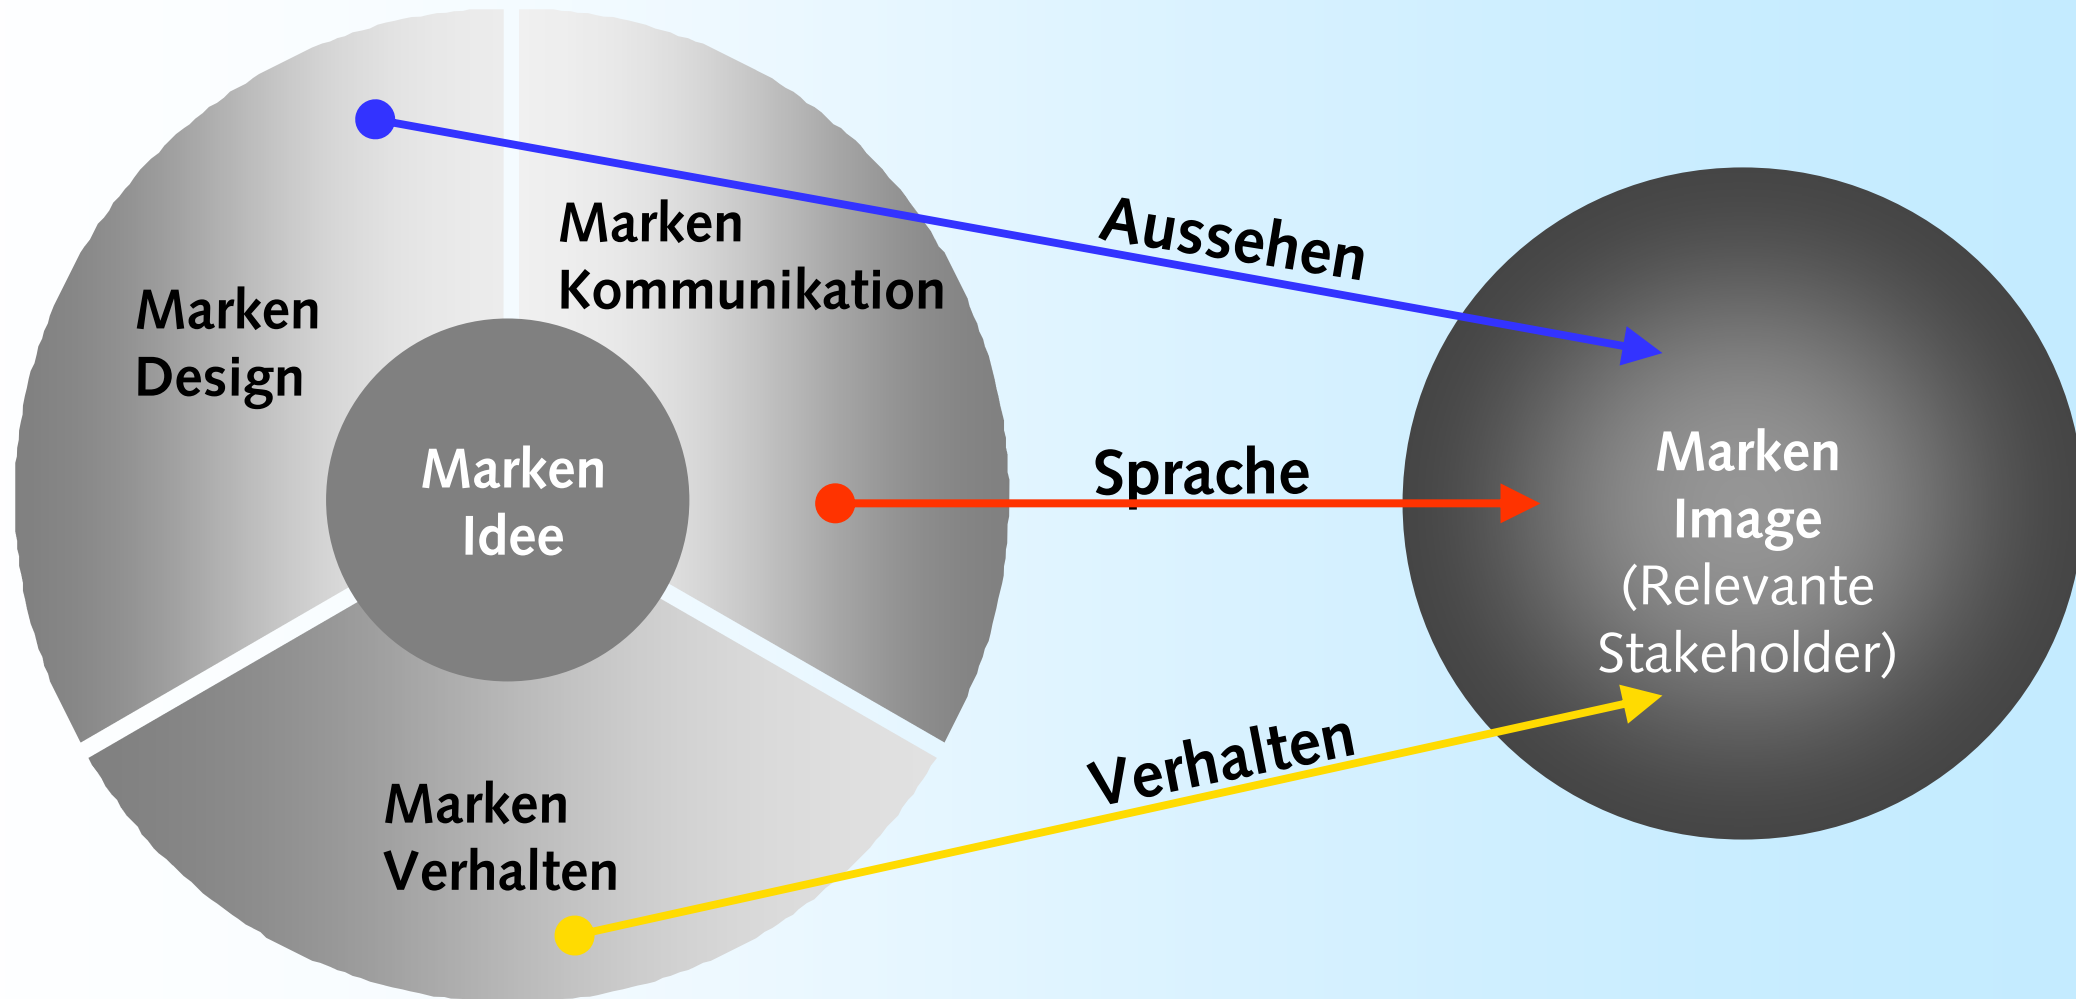 Marken
Design
Marken
Kommunikation
Marken
Idee
Marken
Verhalten
Aussehen
Sprache
Verhalten
Marken
Image
(Relevante
Stakeholder)